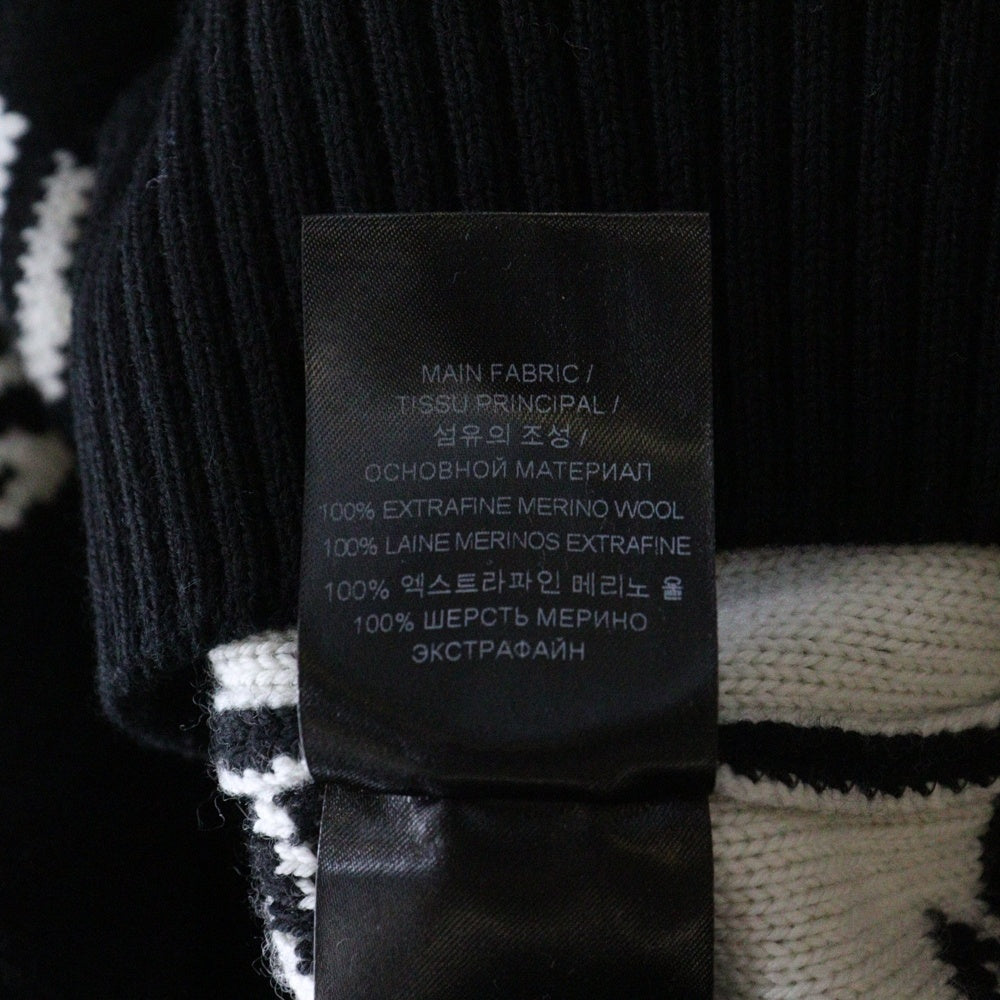 MAIN FABRIC /
TISSU PRINCIPAL /
섬유의 조성 /
ОСНОВНОЙ МАТЕРИАЛ
100% EXTRAFINE MERINO WOOL
100% LAINE MERINOS EXTRAFINE
100% 엑스트라파인 메리노 울
100% ШЕРСТЬ МЕРИНО
ЭКСТРАФАЙН